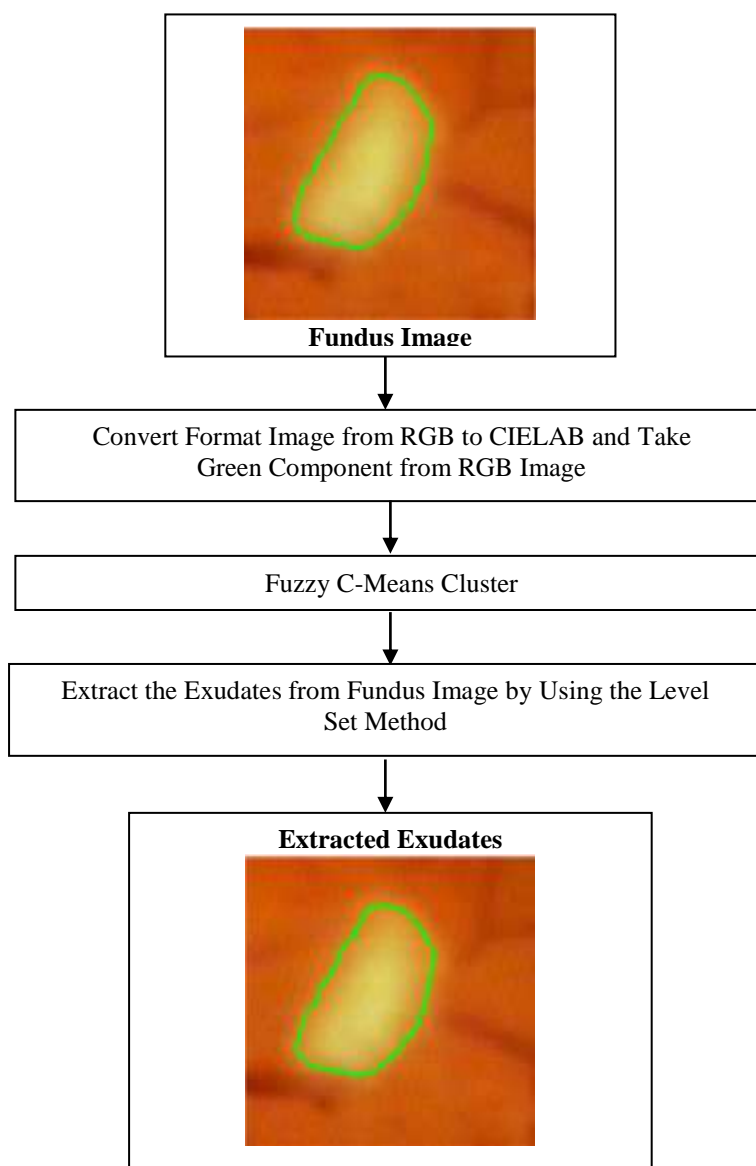 Fundus Image
Convert Format Image from RGB to CIELAB and Take
Green Component from RGB Image
Fuzzy C-Means Cluster
Extract the Exudates from Fundus Image by Using the Level
Set Method
Extracted Exudates